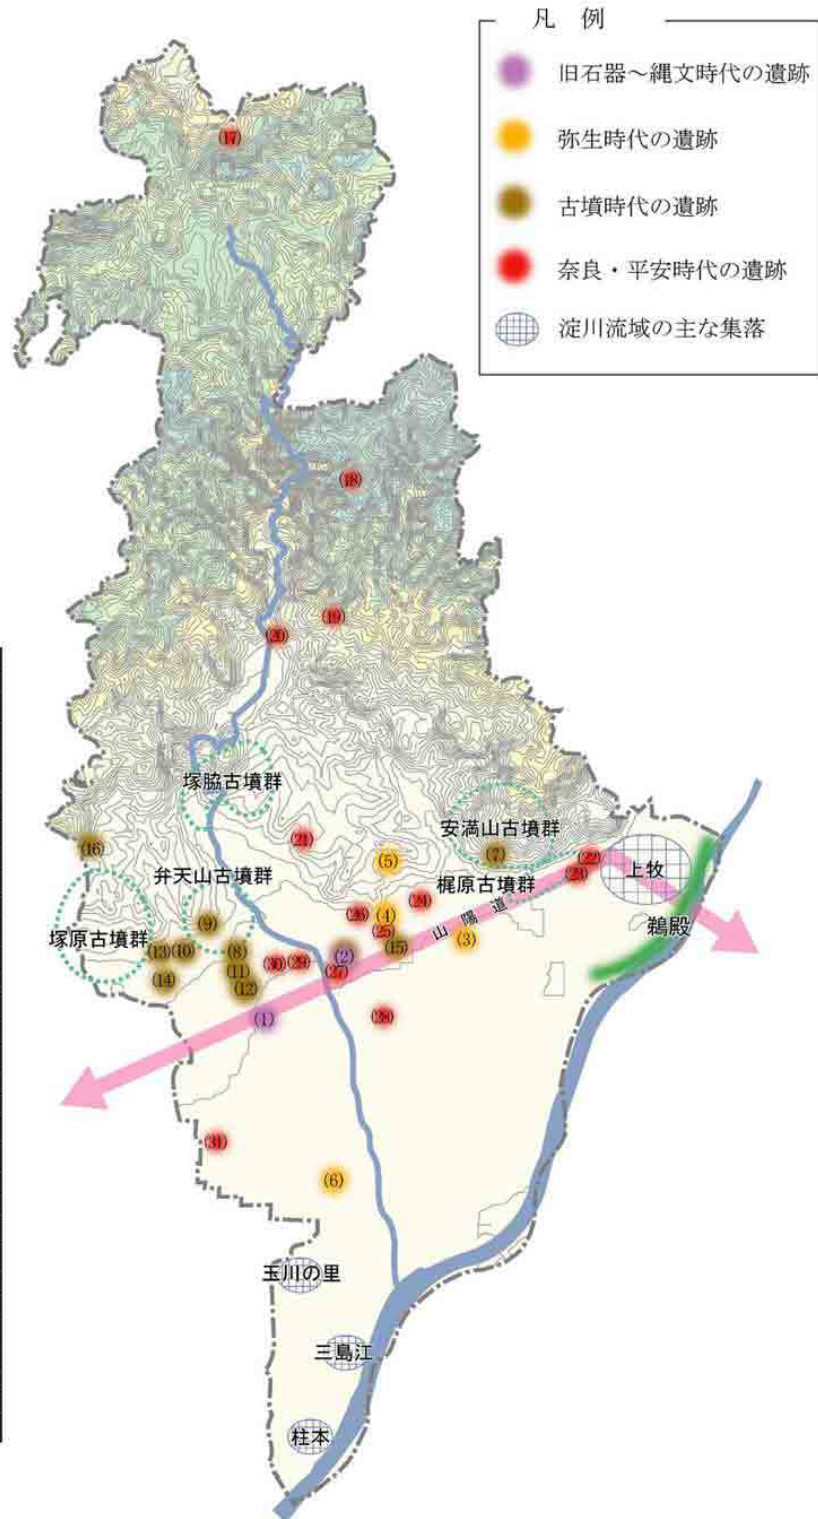 凡 例
旧石器～縄文時代の遺跡
弥生時代の遺跡
古墳時代の遺跡
奈良・平安時代の遺跡
淀川流域の主な集落
(17)
(18)
(19)
(20)
塚脇古墳群
(21)
安満山古墳群
(16)
(5)
(7)
(22)
(23)
上牧
弁天山古墳群
梶原古墳群
(24)
山陽道
鵜殿
塚原古墳群
(9)
(26)
(4)
(25)
(3)
(13)
(10)
(8)
(15)
(2)
(11)
(30)
(29)
(27)
(14)
(12)
(1)
(28)
(31)
(6)
玉川の里
三島江
柱本